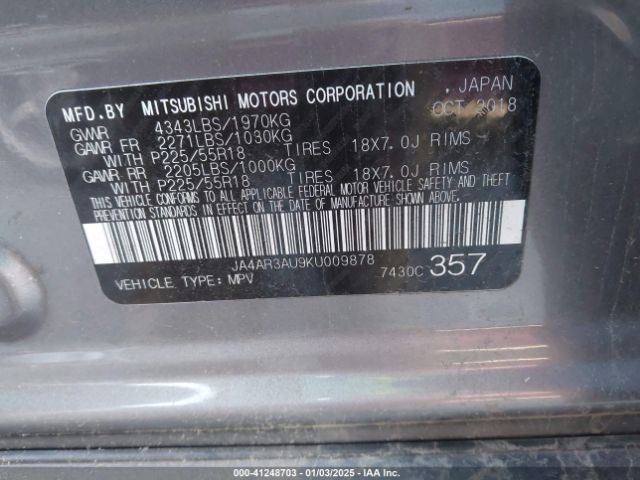 MFD.BY MITSUBISHI MOTORS CORPORATION , JAPAN
GVWR 4343LBS/1970KG OCT 2018
GAWR FR 2271LBS/1030KG
WITH P225/55R18 TIRES 18X7.0J RIMS
GAWR RR 2205LBS/1000KG
WITH P225/55R18 TIRES 18X7.0J RIMS
THIS VEHICLE CONFORMS TO ALL APPLICABLE FEDERAL MOTOR VEHICLE SAFETY AND THEFT
PREVENTION STANDARDS IN EFFECT ON THE DATE OF MANUFACTURE SHOWN ABOVE.
JA4AR3AU9KU009878
VEHICLE TYPE: MPV 7430C 357
000-41248703 - 01/03/2025 - IAA Inc.